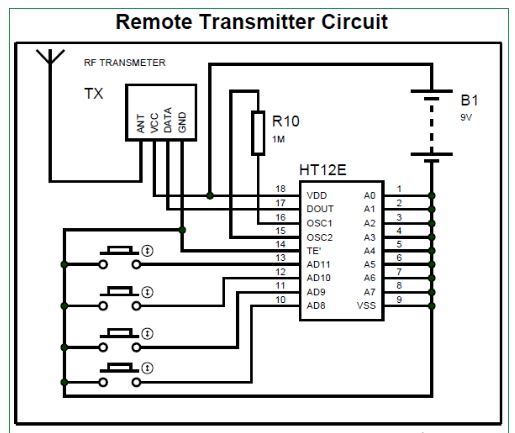 Remote Transmitter Circuit
RF TRANSMETER
TX
ANT
VCC
DATA
GND
R10
1M
B1
9V
HT12E
18 VDD A0 1
17 DOUT A1 2
16 OSC1 A2 3
15 OSC2 A3 4
14 TE' A4 5
13 AD11 A5 6
12 AD10 A6 7
11 AD9 A7 8
10 AD8 VSS 9